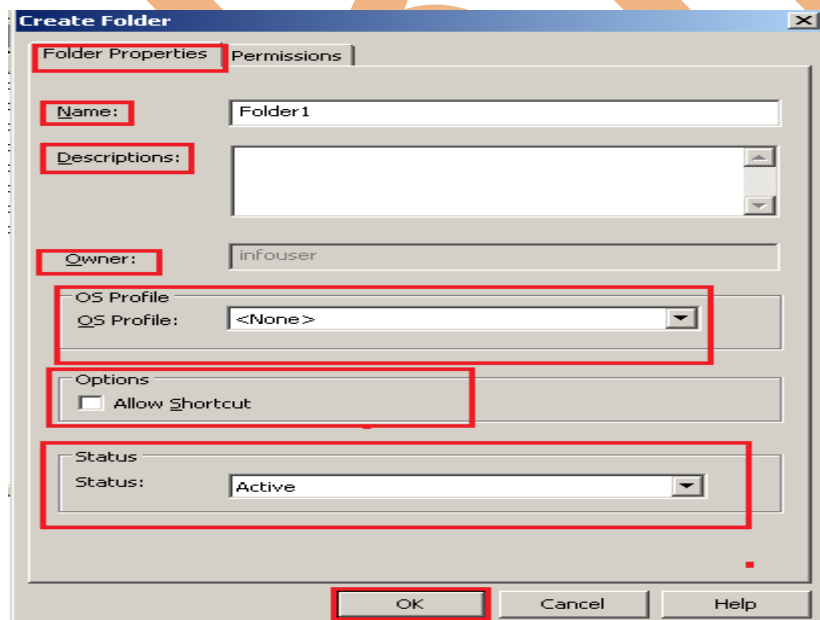 Create Folder
Folder Properties Permissions
Name: Folder1
Descriptions:
Owner: infouser
OS Profile
OS Profile: <None>
Options
Allow Shortcut
Status
Status: Active
OK Cancel Help